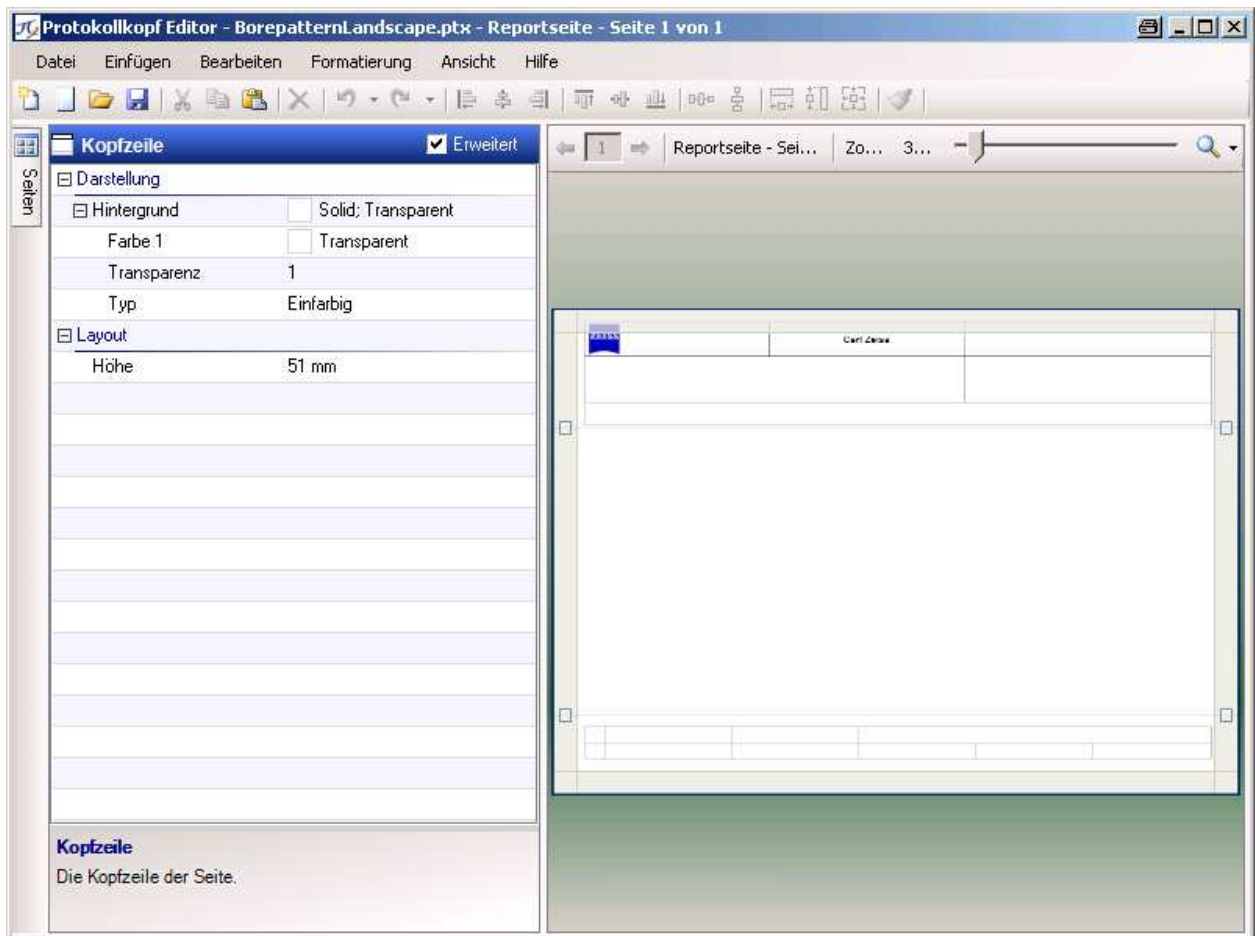 Protokollkopf Editor - BorepatternLandscape.ptx - Reportseite - Seite 1 von 1
Datei Einfügen Bearbeiten Formatierung Ansicht Hilfe
Seiten
Kopfzeile Erweitert
1 Reportseite - Sei... Zo... 3...
Darstellung
Hintergrund Solid; Transparent
Farbe 1 Transparent
Transparenz 1
Typ Einfarbig
Layout
Höhe 51 mm
ZEISS
Carl Zeiss
Kopfzeile
Die Kopfzeile der Seite.